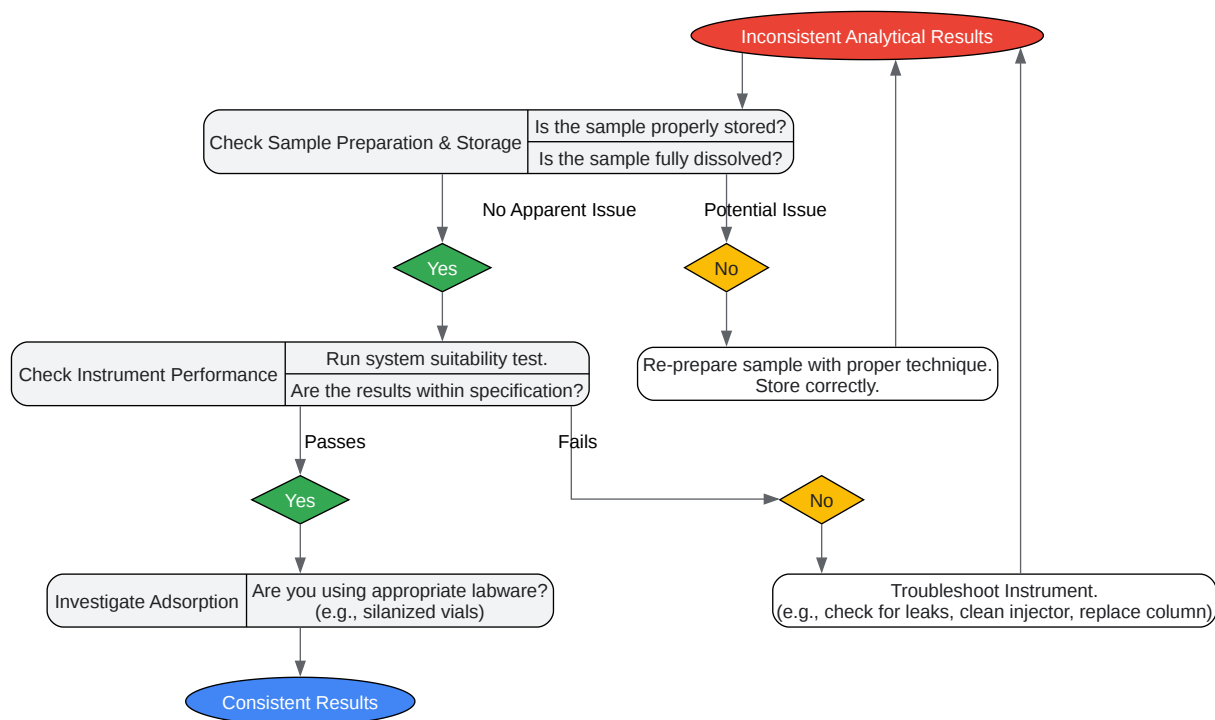 Inconsistent Analytical Results
Check Sample Preparation & Storage
Is the sample properly stored?
Is the sample fully dissolved?
No Apparent Issue
Potential Issue
Yes
No
Re-prepare sample with proper technique.
Store correctly.
Check Instrument Performance
Run system suitability test.
Are the results within specification?
Passes
Fails
Yes
No
Investigate Adsorption
Are you using appropriate labware?
(e.g., silanized vials)
Troubleshoot Instrument.
(e.g., check for leaks, clean injector, replace column)
Consistent Results